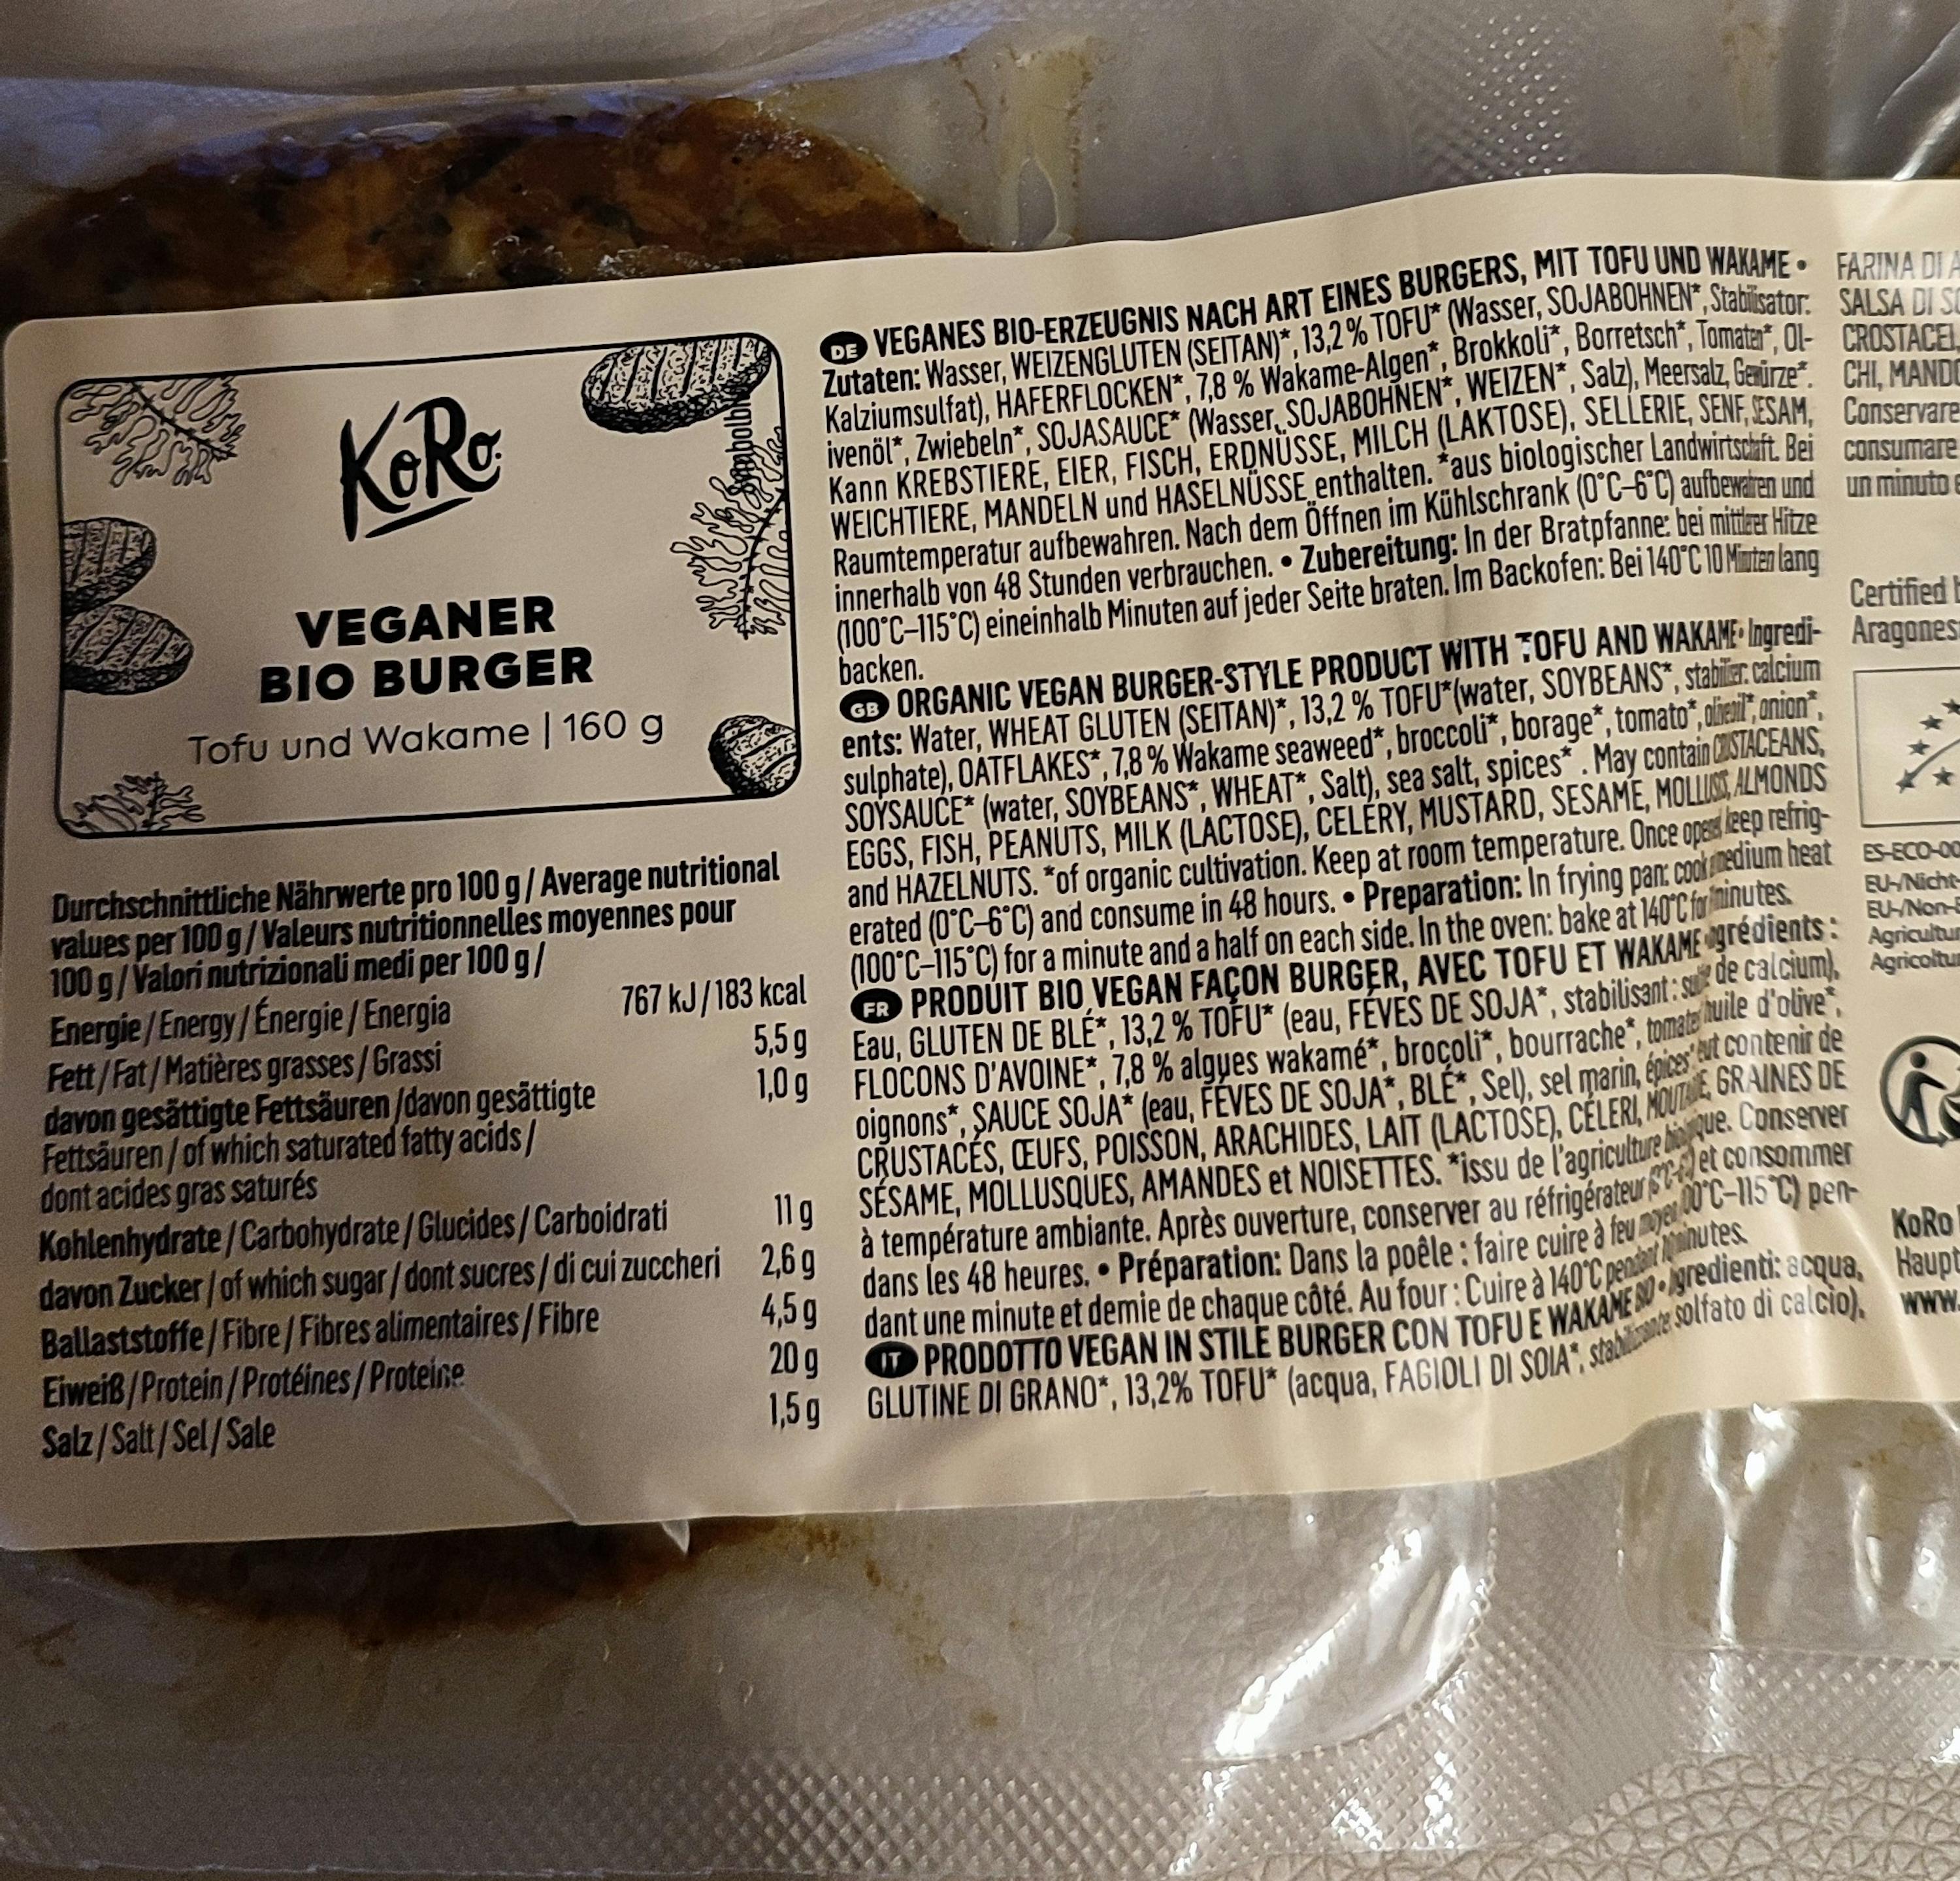 KoRo
Symbolbild
VEGANER
BIO BURGER
Tofu und Wakame | 160 g
Durchschnittliche Nährwerte pro 100 g / Average nutritional
values per 100 g / Valeurs nutritionnelles moyennes pour
100 g / Valori nutrizionali medi per 100 g /
Energie / Energy / Énergie / Energia 767 kJ / 183 kcal
Fett / Fat / Matières grasses / Grassi 5,5 g
davon gesättigte Fettsäuren /davon gesättigte 1,0 g
Fettsäuren / of which saturated fatty acids /
dont acides gras saturés
Kohlenhydrate / Carbohydrate / Glucides / Carboidrati 11 g
davon Zucker / of which sugar / dont sucres / di cui zuccheri 2,6 g
Ballaststoffe / Fibre / Fibres alimentaires / Fibre 4,5 g
Eiweiß / Protein / Protéines / Proteine 20 g
Salz / Salt / Sel / Sale 1,5 g
DE VEGANES BIO-ERZEUGNIS NACH ART EINES BURGERS, MIT TOFU UND WAKAME •
Zutaten: Wasser, WEIZENGLUTEN (SEITAN)*, 13,2 % TOFU* (Wasser, SOJABOHNEN*, Stabilisator:
Kalziumsulfat), HAFERFLOCKEN*, 7,8 % Wakame-Algen*, Brokkoli*, Borretsch*, Tomaten*, Ol-
ivenöl*, Zwiebeln*, SOJASAUCE* (Wasser, SOJABOHNEN*, WEIZEN*, Salz), Meersalz, Gewürze*.
Kann KREBSTIERE, EIER, FISCH, ERDNÜSSE, MILCH (LAKTOSE), SELLERIE, SENF, SESAM,
WEICHTIERE, MANDELN und HASELNÜSSE enthalten. *aus biologischer Landwirtschaft. Bei
Raumtemperatur aufbewahren. Nach dem Öffnen im Kühlschrank (0°C–6°C) aufbewahren und
innerhalb von 48 Stunden verbrauchen. • Zubereitung: In der Bratpfanne: bei mittlerer Hitze
(100°C–115°C) eineinhalb Minuten auf jeder Seite braten. Im Backofen: Bei 140°C 10 Minuten lang
backen.
GB ORGANIC VEGAN BURGER-STYLE PRODUCT WITH TOFU AND WAKAME • Ingredi-
ents: Water, WHEAT GLUTEN (SEITAN)*, 13,2 % TOFU*(water, SOYBEANS*, stabiliser: calcium
sulphate), OATFLAKES*, 7,8 % Wakame seaweed*, broccoli*, borage*, tomato*, onion*,
SOYSAUCE* (water, SOYBEANS*, WHEAT*, Salt), sea salt, spices* . May contain CRUSTACEANS,
EGGS, FISH, PEANUTS, MILK (LACTOSE), CELERY, MUSTARD, SESAME, MOLLUSCS, ALMONDS
and HAZELNUTS. *of organic cultivation. Keep at room temperature. Once opened keep refrig-
erated (0°C–6°C) and consume in 48 hours. • Preparation: In frying pan: cook medium heat
(100°C–115°C) for a minute and a half on each side. In the oven: bake at 140°C for minutes.
FR PRODUIT BIO VEGAN FAÇON BURGER, AVEC TOFU ET WAKAME Ingrédients :
Eau, GLUTEN DE BLÉ*, 13,2 % TOFU* (eau, FÉVES DE SOJA*, stabilisant : de calcium),
FLOCONS D'AVOINE*, 7,8 % algues wakamé*, brocoli*, bourrache*, tomate huile d'olive*,
oignons*, SAUCE SOJA* (eau, FÉVES DE SOJA*, BLÉ*, Sel), sel marin, épices* contenir de
CRUSTACÉS, ŒUFS, POISSON, ARACHIDES, LAIT (LACTOSE), CÉLERI, MOUTARDE, GRAINES DE
SÉSAME, MOLLUSQUES, AMANDES et NOISETTES. *issu de l'agriculture biologique. Conserver
à température ambiante. Après ouverture, conserver au réfrigérateur et consommer
dans les 48 heures. • Préparation: Dans la poêle : faire cuire à feu moyen (100°C–115°C) pen-
dant une minute et demie de chaque côté. Au four : Cuire à 140°C pendant minutes.
IT PRODOTTO VEGAN IN STILE BURGER CON TOFU E WAKAME BIO • Ingredienti: acqua,
GLUTINE DI GRANO*, 13,2% TOFU* (acqua, FAGIOLI DI SOIA*, stabilizzante solfato di calcio),
FARINA DI A
SALSA DI SO
CROSTACEI,
CHI, MANDO
Conservare
consumare
un minuto e
Certified b
Aragones
ES-ECO-00
EU-/Nicht-
EU-/Non-E
Agricultur
Agricoltur
KoRo
Haupt
www.